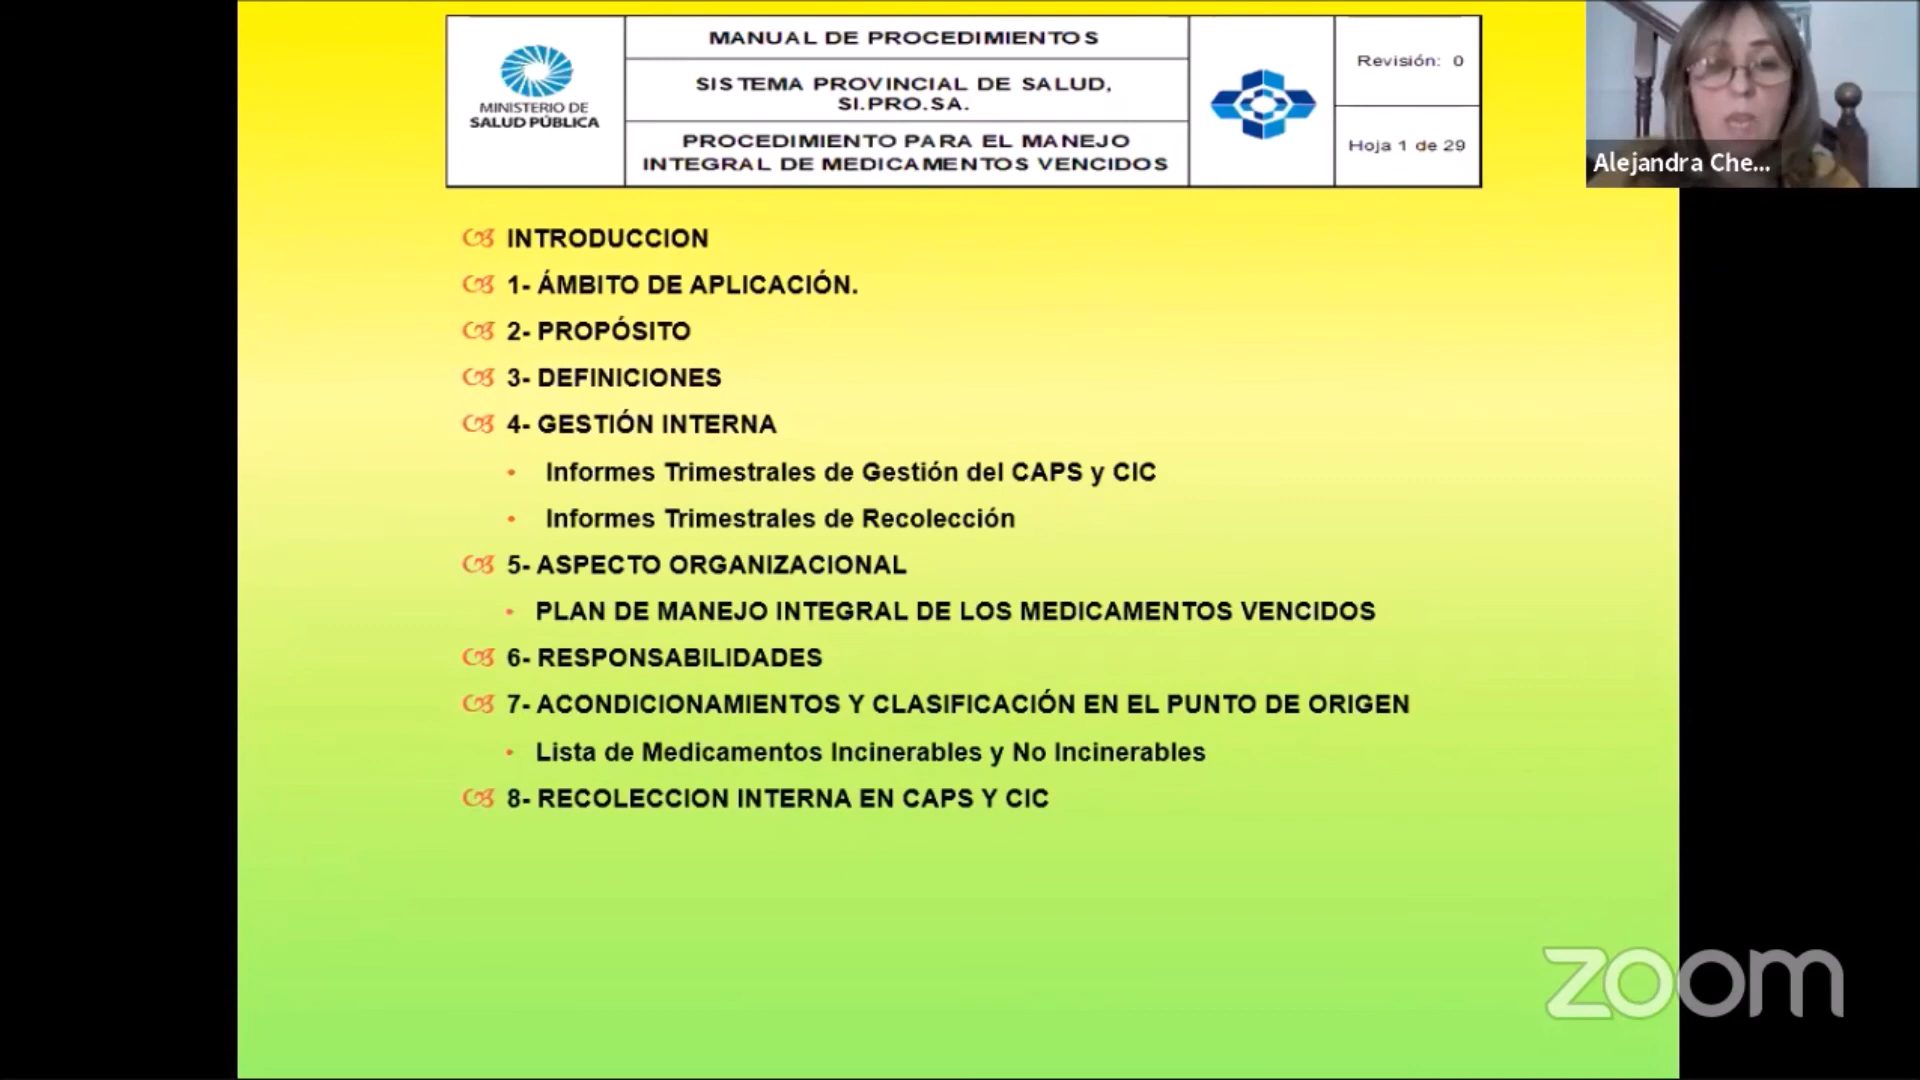 MINISTERIO DE
SALUD PÚBLICA
MANUAL DE PROCEDIMIENTOS
SISTEMA PROVINCIAL DE SALUD,
SI.PRO.SA.
PROCEDIMIENTO PARA EL MANEJO
INTEGRAL DE MEDICAMENTOS VENCIDOS
Revisión: 0
Hoja 1 de 29
Alejandra Che...
INTRODUCCION
1- ÁMBITO DE APLICACIÓN.
2- PROPÓSITO
3- DEFINICIONES
4- GESTIÓN INTERNA
• Informes Trimestrales de Gestión del CAPS y CIC
• Informes Trimestrales de Recolección
5- ASPECTO ORGANIZACIONAL
• PLAN DE MANEJO INTEGRAL DE LOS MEDICAMENTOS VENCIDOS
6- RESPONSABILIDADES
7- ACONDICIONAMIENTOS Y CLASIFICACIÓN EN EL PUNTO DE ORIGEN
• Lista de Medicamentos Incinerables y No Incinerables
8- RECOLECCION INTERNA EN CAPS Y CIC
zoom